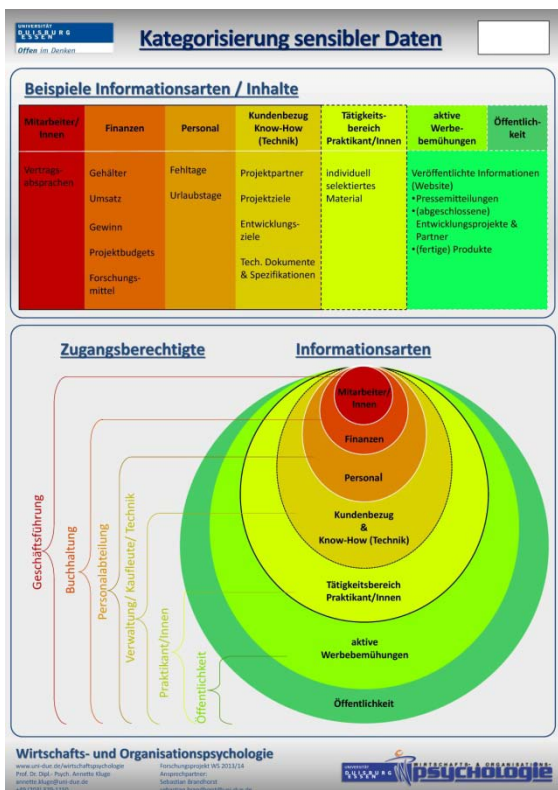 UNIVERSITÄT
DUISBURG
ESSEN
Offen im Denken
Kategorisierung sensibler Daten
Beispiele Informationsarten / Inhalte
Mitarbeiter/
Innen
Finanzen
Personal
Kundenbezug
Know-How
(Technik)
Tätigkeits-
bereich
Praktikant/Innen
aktive
Werbe-
bemühungen
Öffentlich-
keit
Vertrags-
absprachen
Gehälter
Umsatz
Gewinn
Projektbudgets
Forschungs-
mittel
Fehltage
Urlaubstage
Projektpartner
Projektziele
Entwicklungs-
ziele
Tech. Dokumente
& Spezifikationen
individuell
selektiertes
Material
Veröffentlichte Informationen
(Website)
•Pressemitteilungen
•(abgeschlossene)
Entwicklungsprojekte &
Partner
•(fertige) Produkte
Zugangsberechtigte
Informationsarten
Geschäftsführung
Buchhaltung
Personalabteilung
Verwaltung/ Kaufleute/ Technik
Praktikant/Innen
Öffentlichkeit
Mitarbeiter/
Innen
Finanzen
Personal
Kundenbezug
&
Know-How (Technik)
Tätigkeitsbereich
Praktikant/Innen
aktive
Werbebemühungen
Öffentlichkeit
Wirtschafts- und Organisationspsychologie
www.uni-due.de/wirtschaftspsychologie
Prof. Dr. Dipl.- Psych. Annette Kluge
annette.kluge@uni-due.de
Forschungsprojekt WS 2013/14
Ansprechpartner:
Sebastian Brandhorst
UNIVERSITÄT
DUISBURG
ESSEN
WIRTSCHAFTS- & ORGANISATIONS-
psychologie